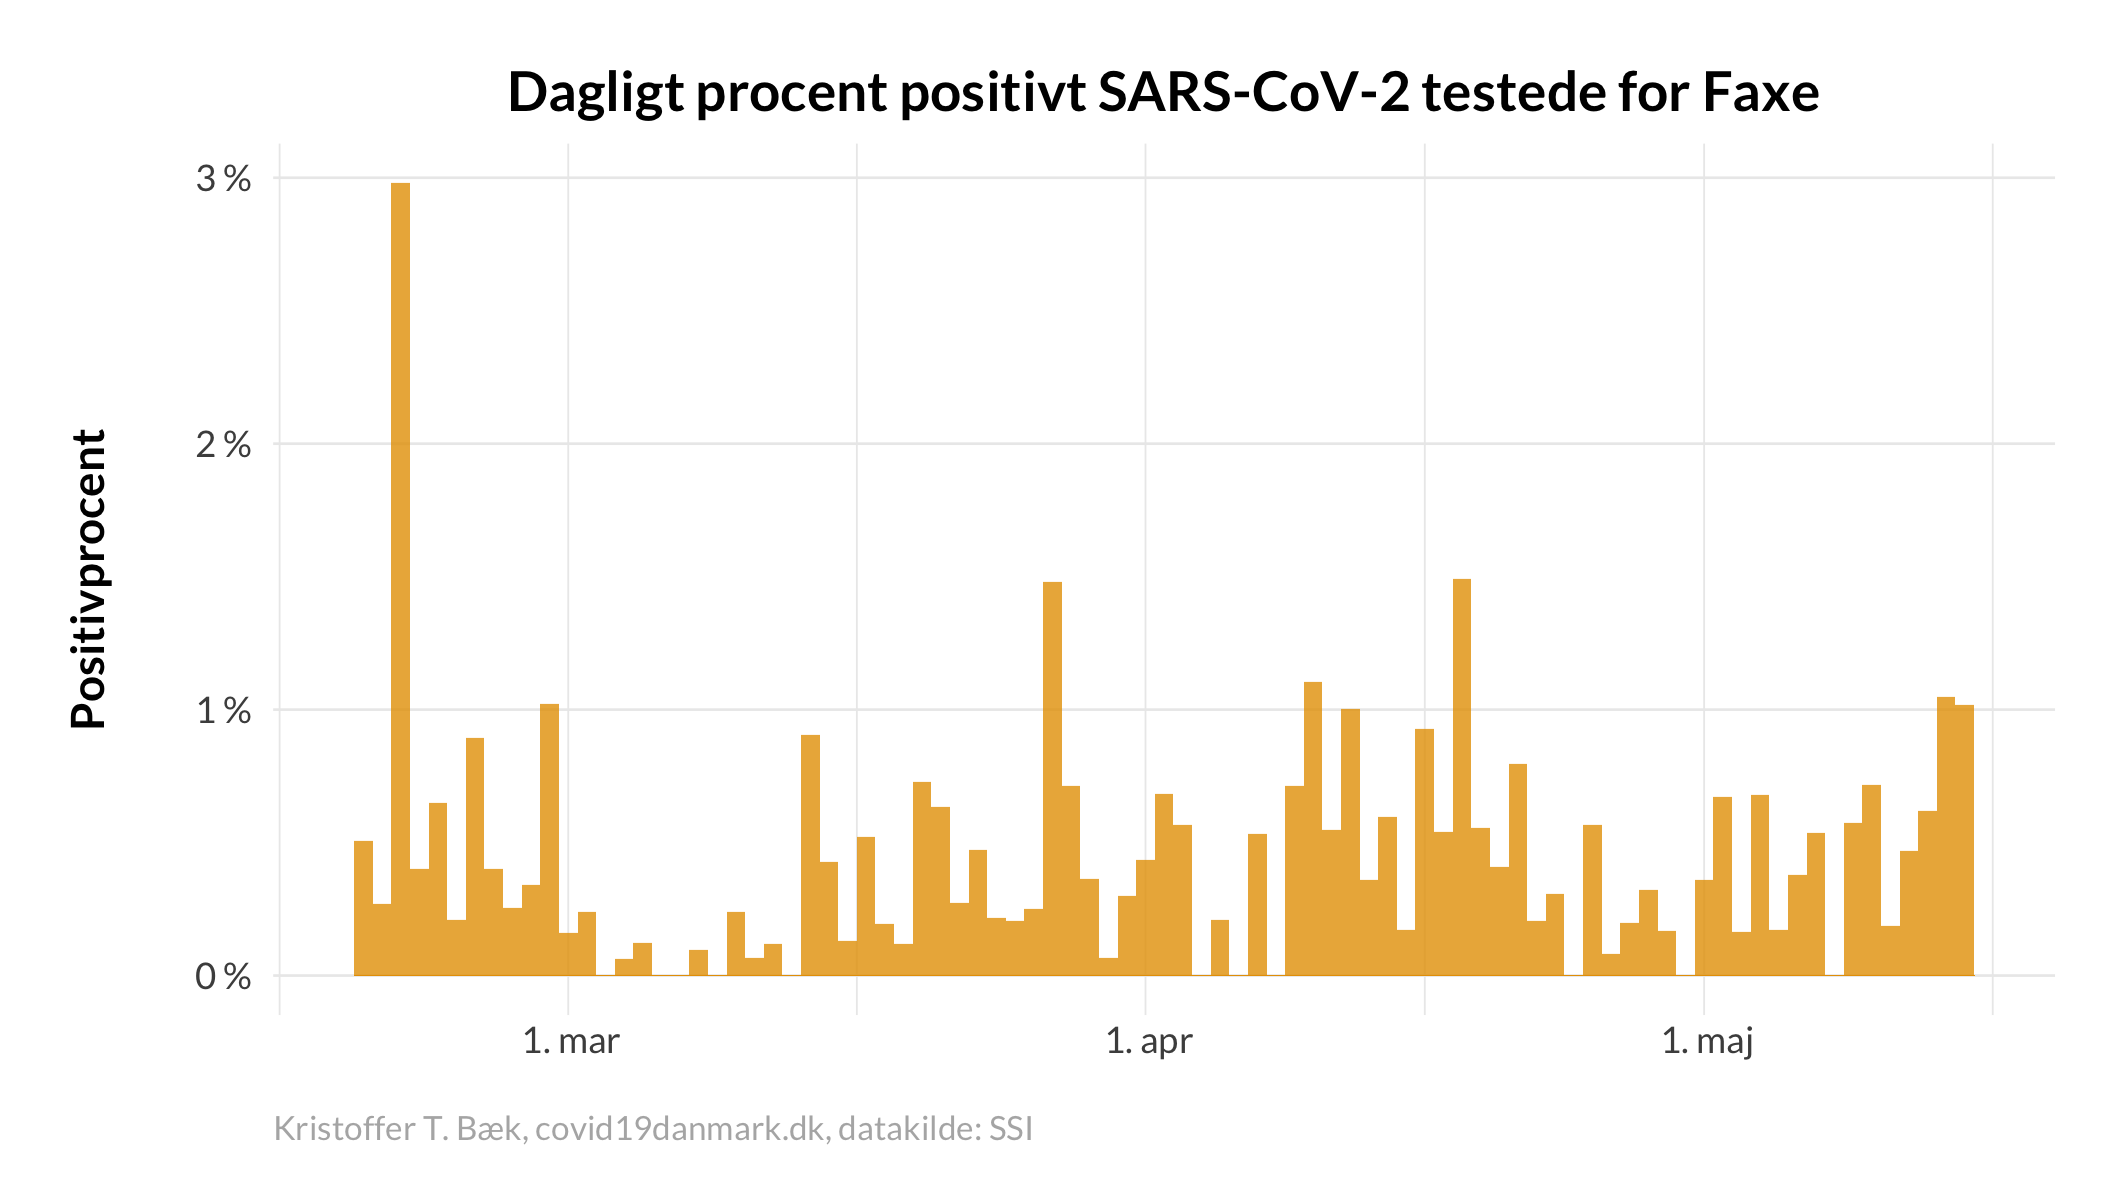 Dagligt procent positivt SARS-CoV-2 testede for Faxe
Positivprocent
3 %
2 %
1 %
0 %
1. mar
1. apr
1. maj
Kristoffer T. Bæk, covid19danmark.dk, datakilde: SSI